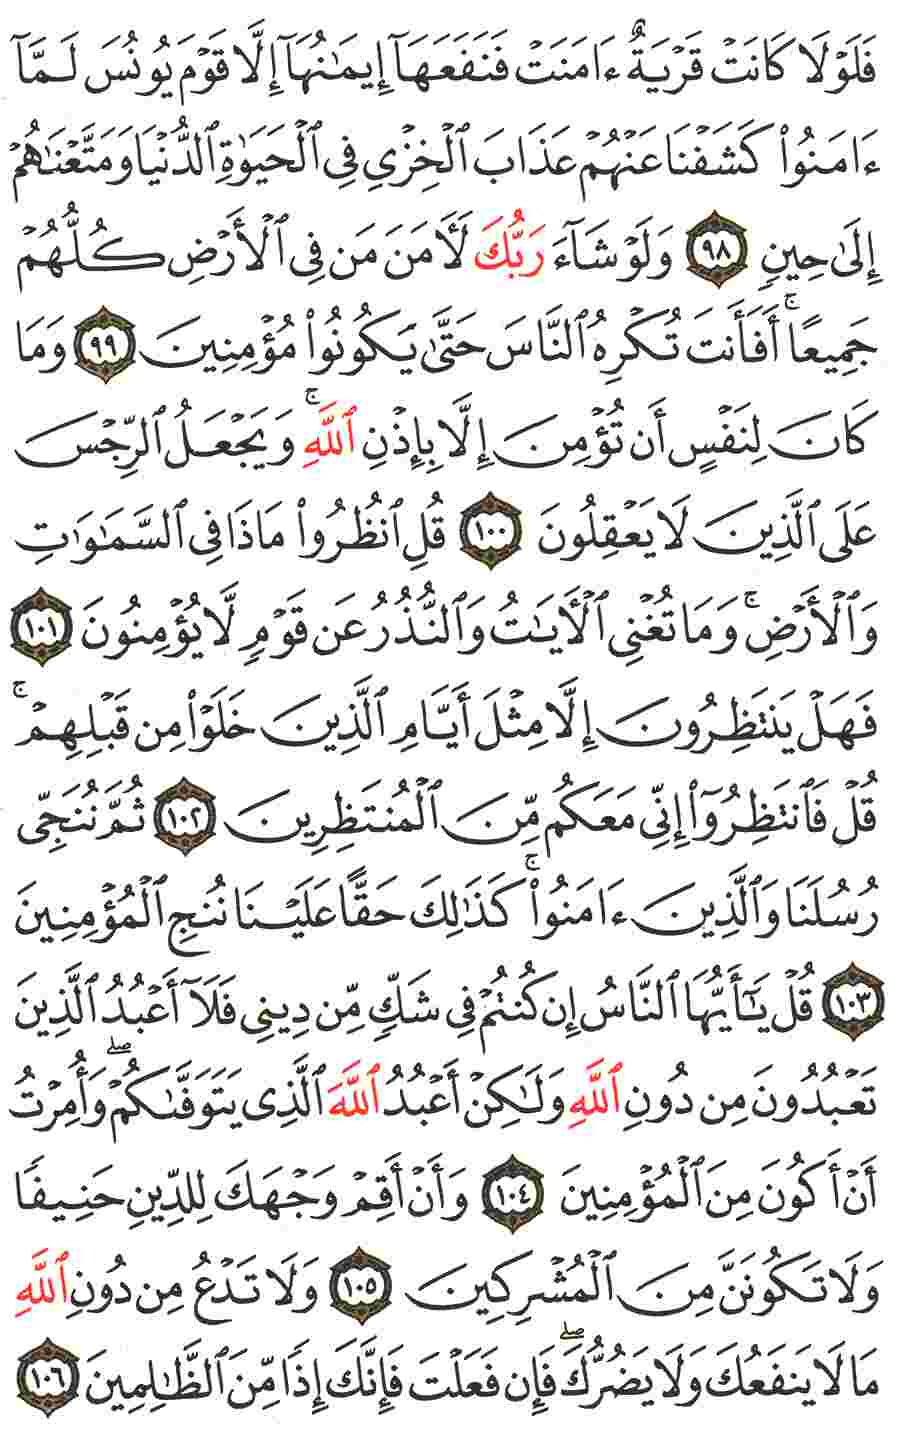 فَلَوۡلَا كَانَتۡ قَرۡيَةٌ ءَامَنَتۡ فَنَفَعَهَآ إِيمَٰنُهَآ إِلَّا قَوۡمَ يُونُسَ لَمَّآ
ءَامَنُواْ كَشَفۡنَا عَنۡهُمۡ عَذَابَ ٱلۡخِزۡيِ فِي ٱلۡحَيَوٰةِ ٱلدُّنۡيَا وَمَتَّعۡنَٰهُمۡ
إِلَىٰ حِينٖ ٩٨ وَلَوۡ شَآءَ رَبُّكَ لَأٓمَنَ مَن فِي ٱلۡأَرۡضِ كُلُّهُمۡ
جَمِيعًاۚ أَفَأَنتَ تُكۡرِهُ ٱلنَّاسَ حَتَّىٰ يَكُونُواْ مُؤۡمِنِينَ ٩٩ وَمَا
كَانَ لِنَفۡسٍ أَن تُؤۡمِنَ إِلَّا بِإِذۡنِ ٱللَّهِۚ وَيَجۡعَلُ ٱلرِّجۡسَ
عَلَى ٱلَّذِينَ لَا يَعۡقِلُونَ ١٠٠ قُلِ ٱنظُرُواْ مَاذَا فِي ٱلسَّمَٰوَٰتِ
وَٱلۡأَرۡضِۚ وَمَا تُغۡنِي ٱلۡأٓيَٰتُ وَٱلنُّذُرُ عَن قَوۡمٖ لَّا يُؤۡمِنُونَ ١٠١
فَهَلۡ يَنتَظِرُونَ إِلَّا مِثۡلَ أَيَّامِ ٱلَّذِينَ خَلَوۡاْ مِن قَبۡلِهِمۡۚ
قُلۡ فَٱنتَظِرُوٓاْ إِنِّي مَعَكُم مِّنَ ٱلۡمُنتَظِرِينَ ١٠٢ ثُمَّ نُنَجِّي
رُسُلَنَا وَٱلَّذِينَ ءَامَنُواْۚ كَذَٰلِكَ حَقًّا عَلَيۡنَا نُنجِ ٱلۡمُؤۡمِنِينَ
١٠٣ قُلۡ يَٰٓأَيُّهَا ٱلنَّاسُ إِن كُنتُمۡ فِي شَكّٖ مِّن دِينِي فَلَآ أَعۡبُدُ ٱلَّذِينَ
تَعۡبُدُونَ مِن دُونِ ٱللَّهِ وَلَٰكِنۡ أَعۡبُدُ ٱللَّهَ ٱلَّذِي يَتَوَفَّىٰكُمۡۖ وَأُمِرۡتُ
أَنۡ أَكُونَ مِنَ ٱلۡمُؤۡمِنِينَ ١٠٤ وَأَنۡ أَقِمۡ وَجۡهَكَ لِلدِّينِ حَنِيفٗا
وَلَا تَكُونَنَّ مِنَ ٱلۡمُشۡرِكِينَ ١٠٥ وَلَا تَدۡعُ مِن دُونِ ٱللَّهِ
مَا لَا يَنفَعُكَ وَلَا يَضُرُّكَۖ فَإِن فَعَلۡتَ فَإِنَّكَ إِذٗا مِّنَ ٱلظَّٰلِمِينَ ١٠٦